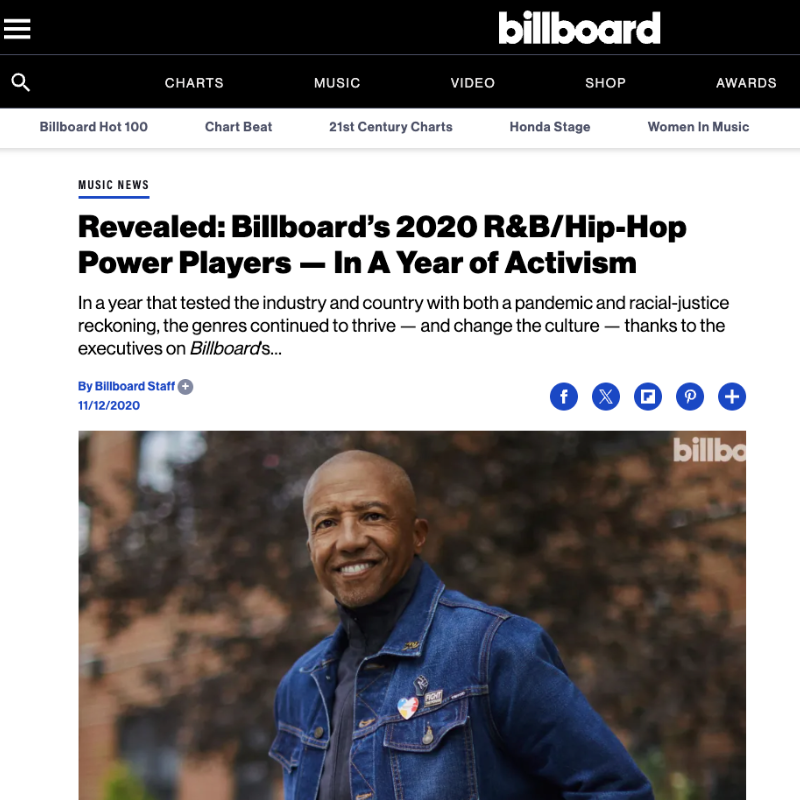 billboard
CHARTS MUSIC VIDEO SHOP AWARDS
Billboard Hot 100 Chart Beat 21st Century Charts Honda Stage Women In Music
MUSIC NEWS
Revealed: Billboard’s 2020 R&B/Hip-Hop
Power Players — In A Year of Activism
In a year that tested the industry and country with both a pandemic and racial-justice
reckoning, the genres continued to thrive — and change the culture — thanks to the
executives on Billboard's...
By Billboard Staff
11/12/2020
billbo